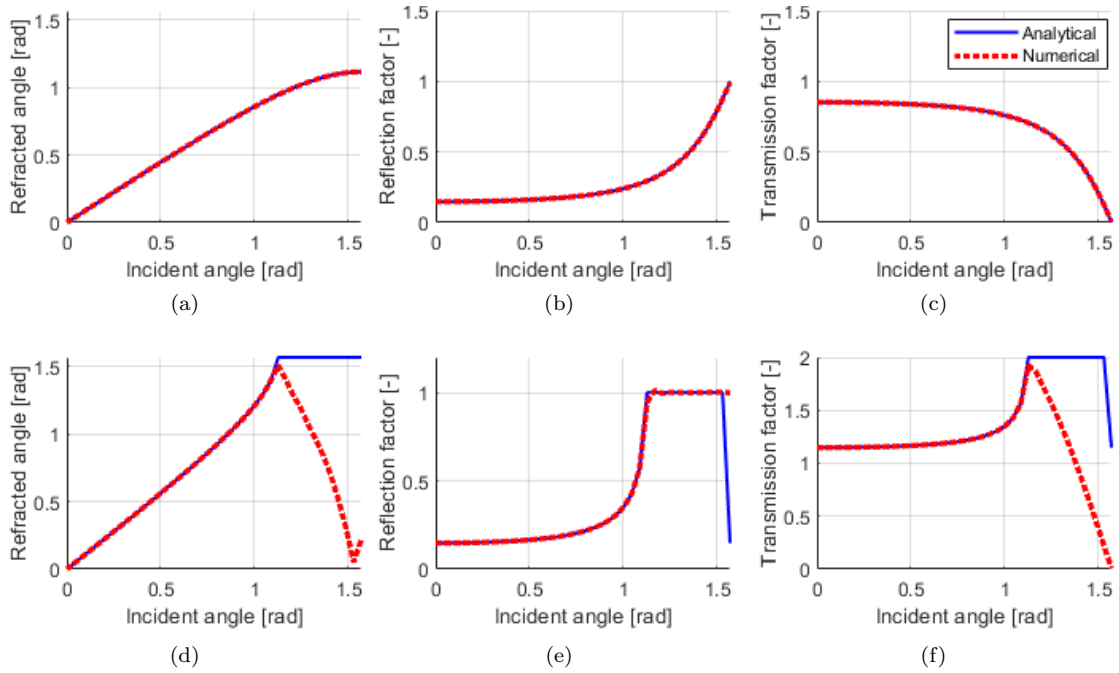 Refracted angle [rad]
1.5
1
0.5
0
0 0.5 1 1.5
Incident angle [rad]
(a)
Reflection factor [-]
1.5
1
0.5
0
0.5 1 1.5
Incident angle [rad]
(b)
Transmission factor [-]
1.5
1
0.5
0
0.5 1 1.5
Incident angle [rad]
(c)
Analytical
Numerical
Refracted angle [rad]
1.5
1
0.5
0
0 0.5 1 1.5
Incident angle [rad]
(d)
Reflection factor [-]
1
0.5
0
0 0.5 1 1.5
Incident angle [rad]
(e)
Transmission factor [-]
2
1.5
1
0.5
0
0 0.5 1 1.5
Incident angle [rad]
(f)